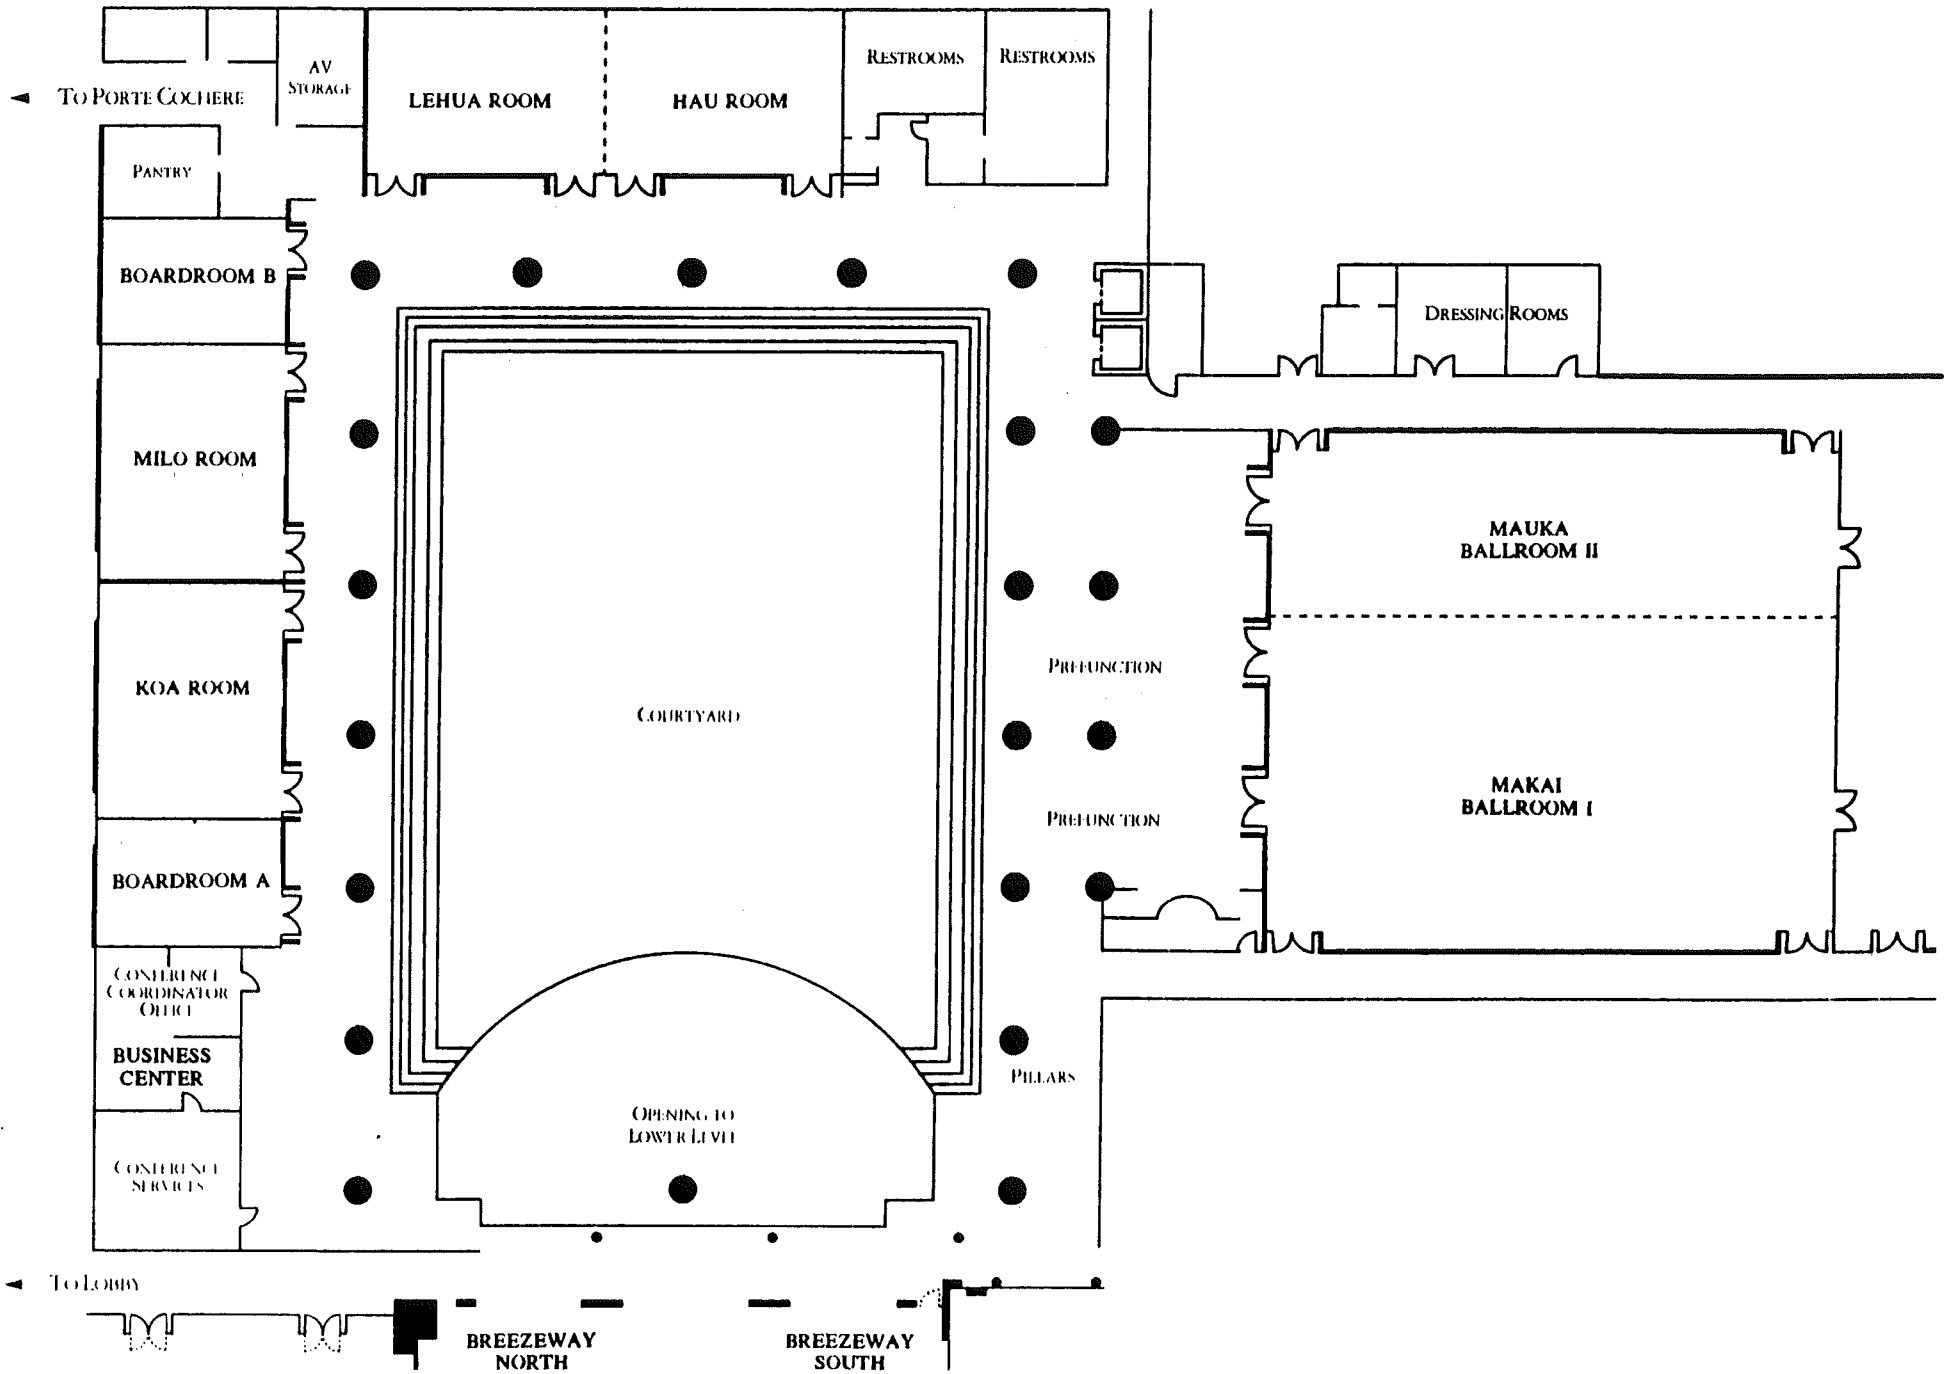 AV
STORAGE
RESTROOMS
RESTROOMS
TO PORTE COCHERE
LEHUA ROOM
HAU ROOM
PANTRY
BOARDROOM B
DRESSING ROOMS
MILO ROOM
MAUKA
BALLROOM II
PREFUNCTION
KOA ROOM
COURTYARD
MAKAI
BALLROOM I
PREFUNCTION
BOARDROOM A
CONFERENCE
COORDINATOR
OFFICE
BUSINESS
CENTER
PILLARS
OPENING TO
LOWER LEVEL
CONFERENCE
SERVICES
TO LOBBY
BREEZEWAY
NORTH
BREEZEWAY
SOUTH